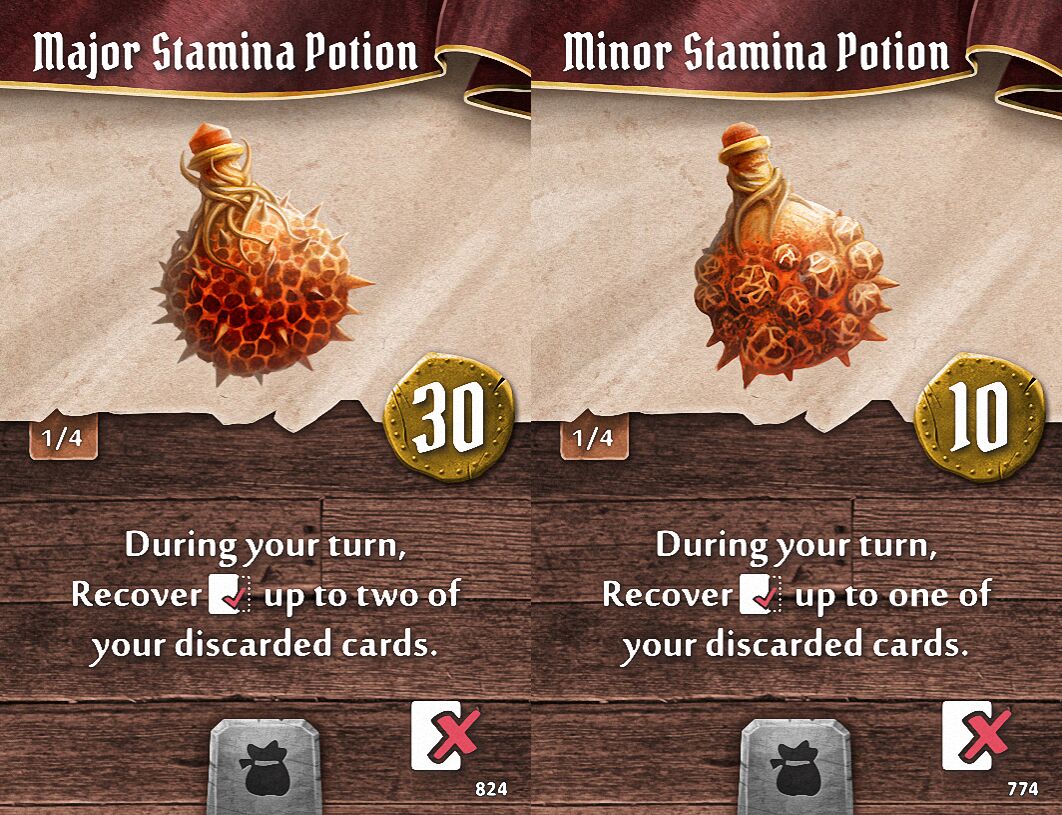 Major Stamina Potion
30
1/4
During your turn,
Recover up to two of
your discarded cards.
824
Minor Stamina Potion
10
1/4
During your turn,
Recover up to one of
your discarded cards.
774